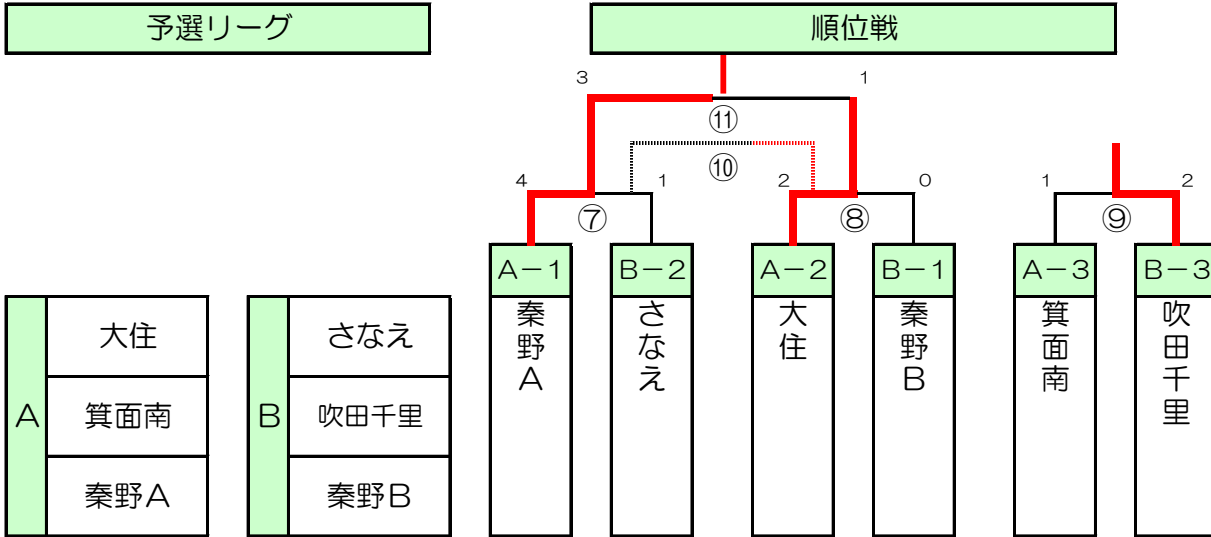 予選リーグ
順位戦
3
1
⑪
⑩
4
1
2
0
1
2
⑦
⑧
⑨
A-1
B-2
A-2
B-1
A-3
B-3
秦野A
さなえ
大住
秦野B
箕面南
吹田千里
A
大住
箕面南
秦野A
B
さなえ
吹田千里
秦野B